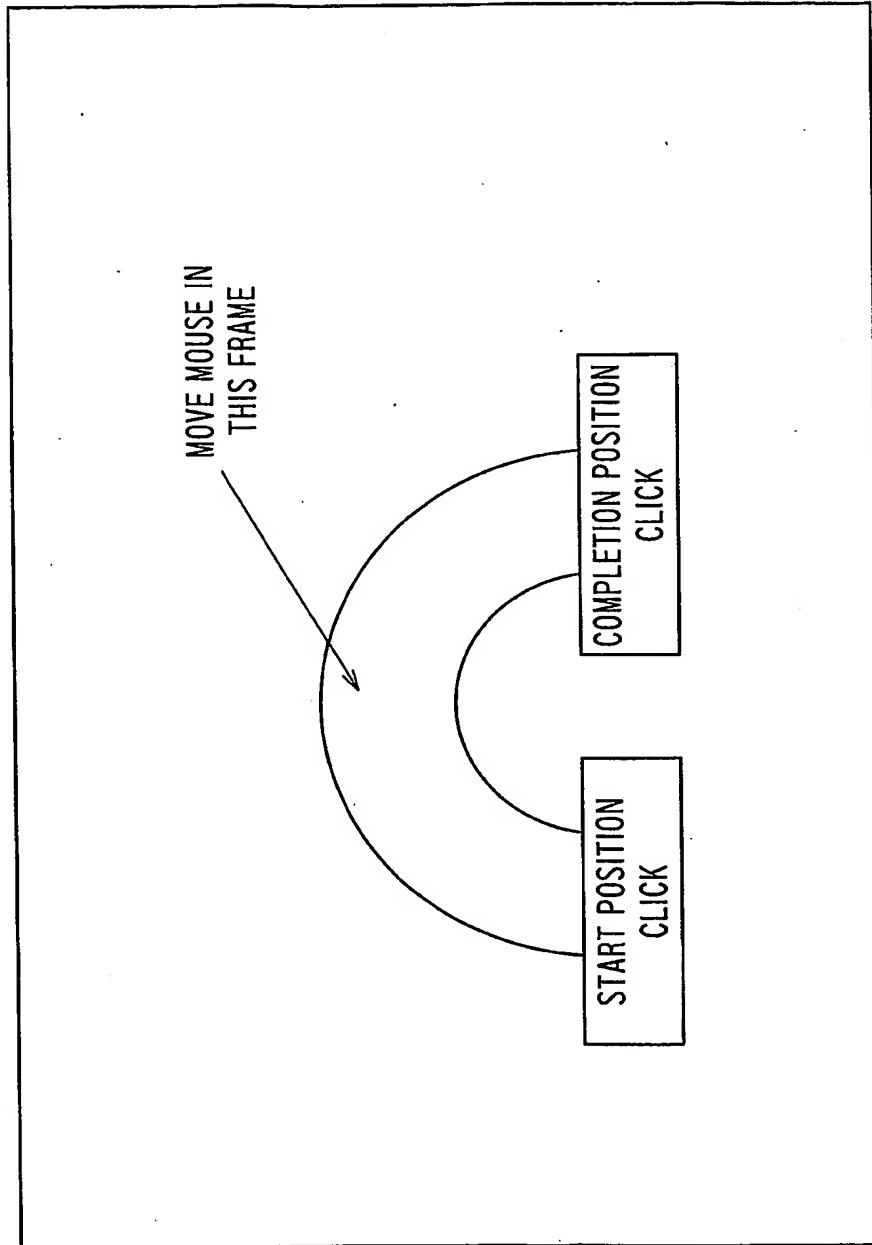 MOVE MOUSE IN
THIS FRAME
START POSITION
CLICK
COMPLETION POSITION
CLICK